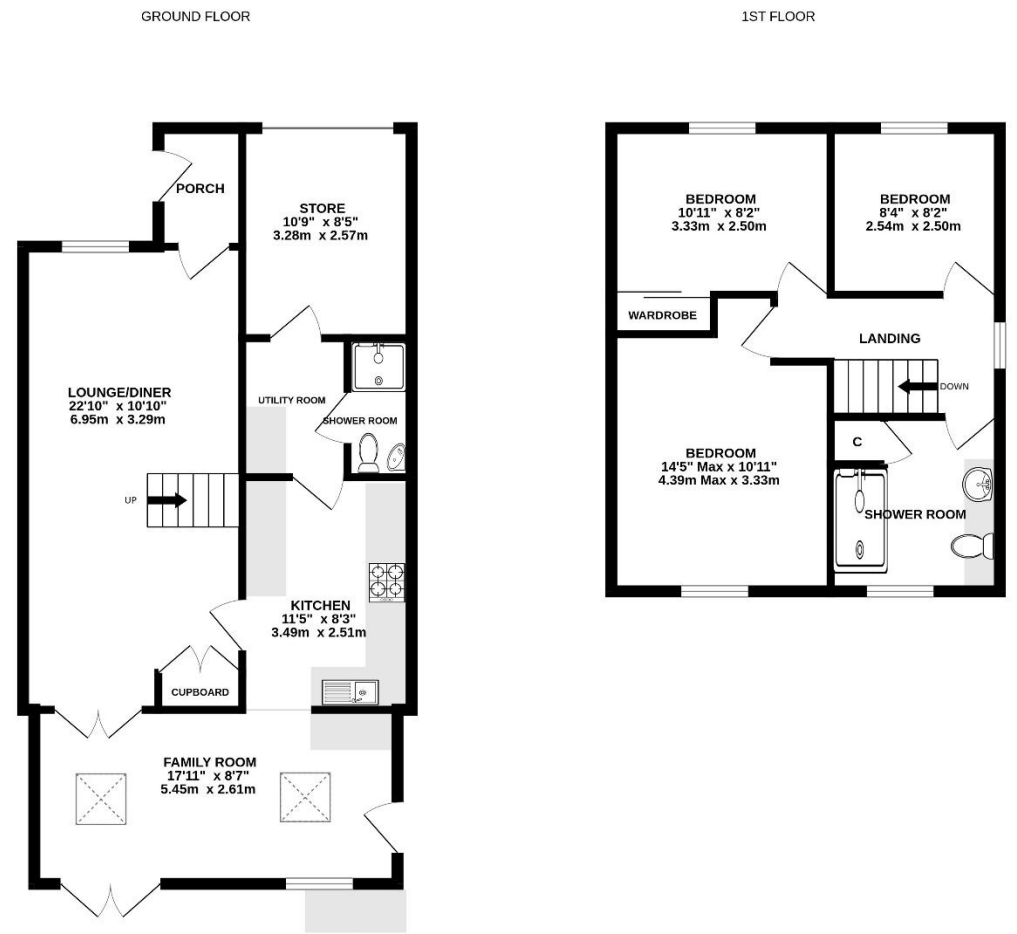 GROUND FLOOR
PORCH
STORE
10'9" x 8'5"
3.28m x 2.57m
LOUNGE/DINER
22'10" x 10'10"
6.95m x 3.29m
UTILITY ROOM
SHOWER ROOM
UP
KITCHEN
11'5" x 8'3"
3.49m x 2.51m
CUPBOARD
FAMILY ROOM
17'11" x 8'7"
5.45m x 2.61m
1ST FLOOR
BEDROOM
10'11" x 8'2"
3.33m x 2.50m
BEDROOM
8'4" x 8'2"
2.54m x 2.50m
WARDROBE
LANDING
DOWN
BEDROOM
14'5" Max x 10'11"
4.39m Max x 3.33m
C
SHOWER ROOM